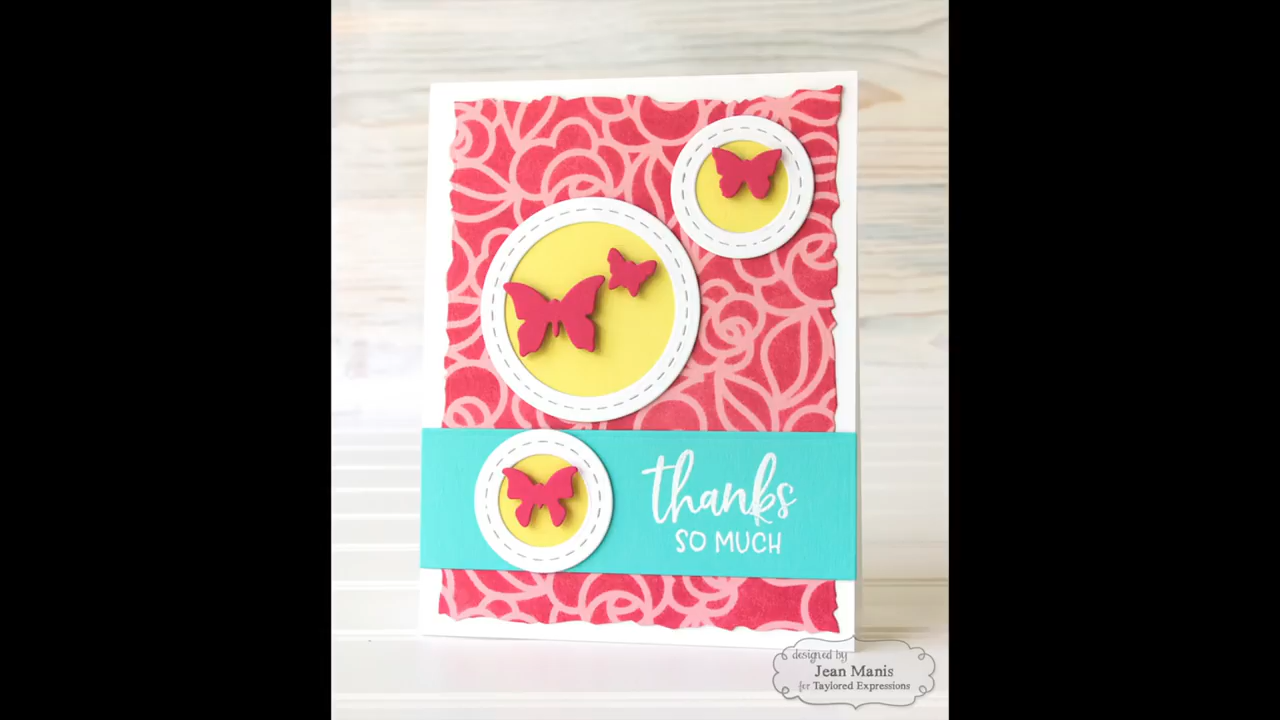 thanks
SO MUCH
designed by
Jean Manis
for Taylored Expressions